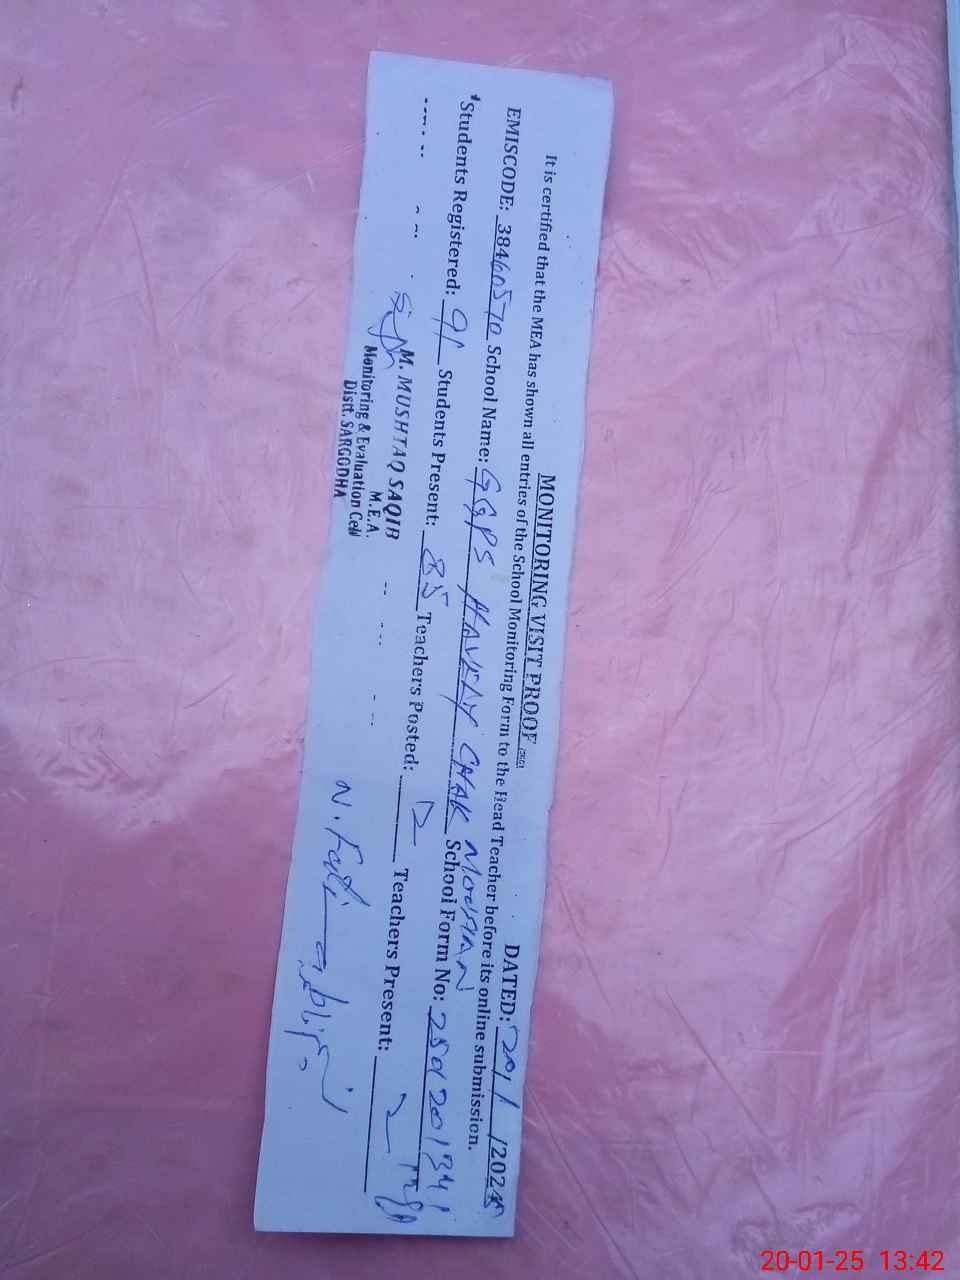 MONITORING VISIT PROOF
DATED: 20/1/2025
It is certified that the MEA has shown all entries of the School Monitoring Form to the Head Teacher before its online submission.
EMISCODE: 38460570 School Name: GGPS HAVELY CHAK MOOMAN School Form No:
Students Registered: 91 Students Present: 85 Teachers Posted: 2 Teachers Present: 2
M. MUSHTAQ SAQIB
M.E.A.
Monitoring & Evaluation Cell
Distt. SARGODHA
20-01-25 13:42